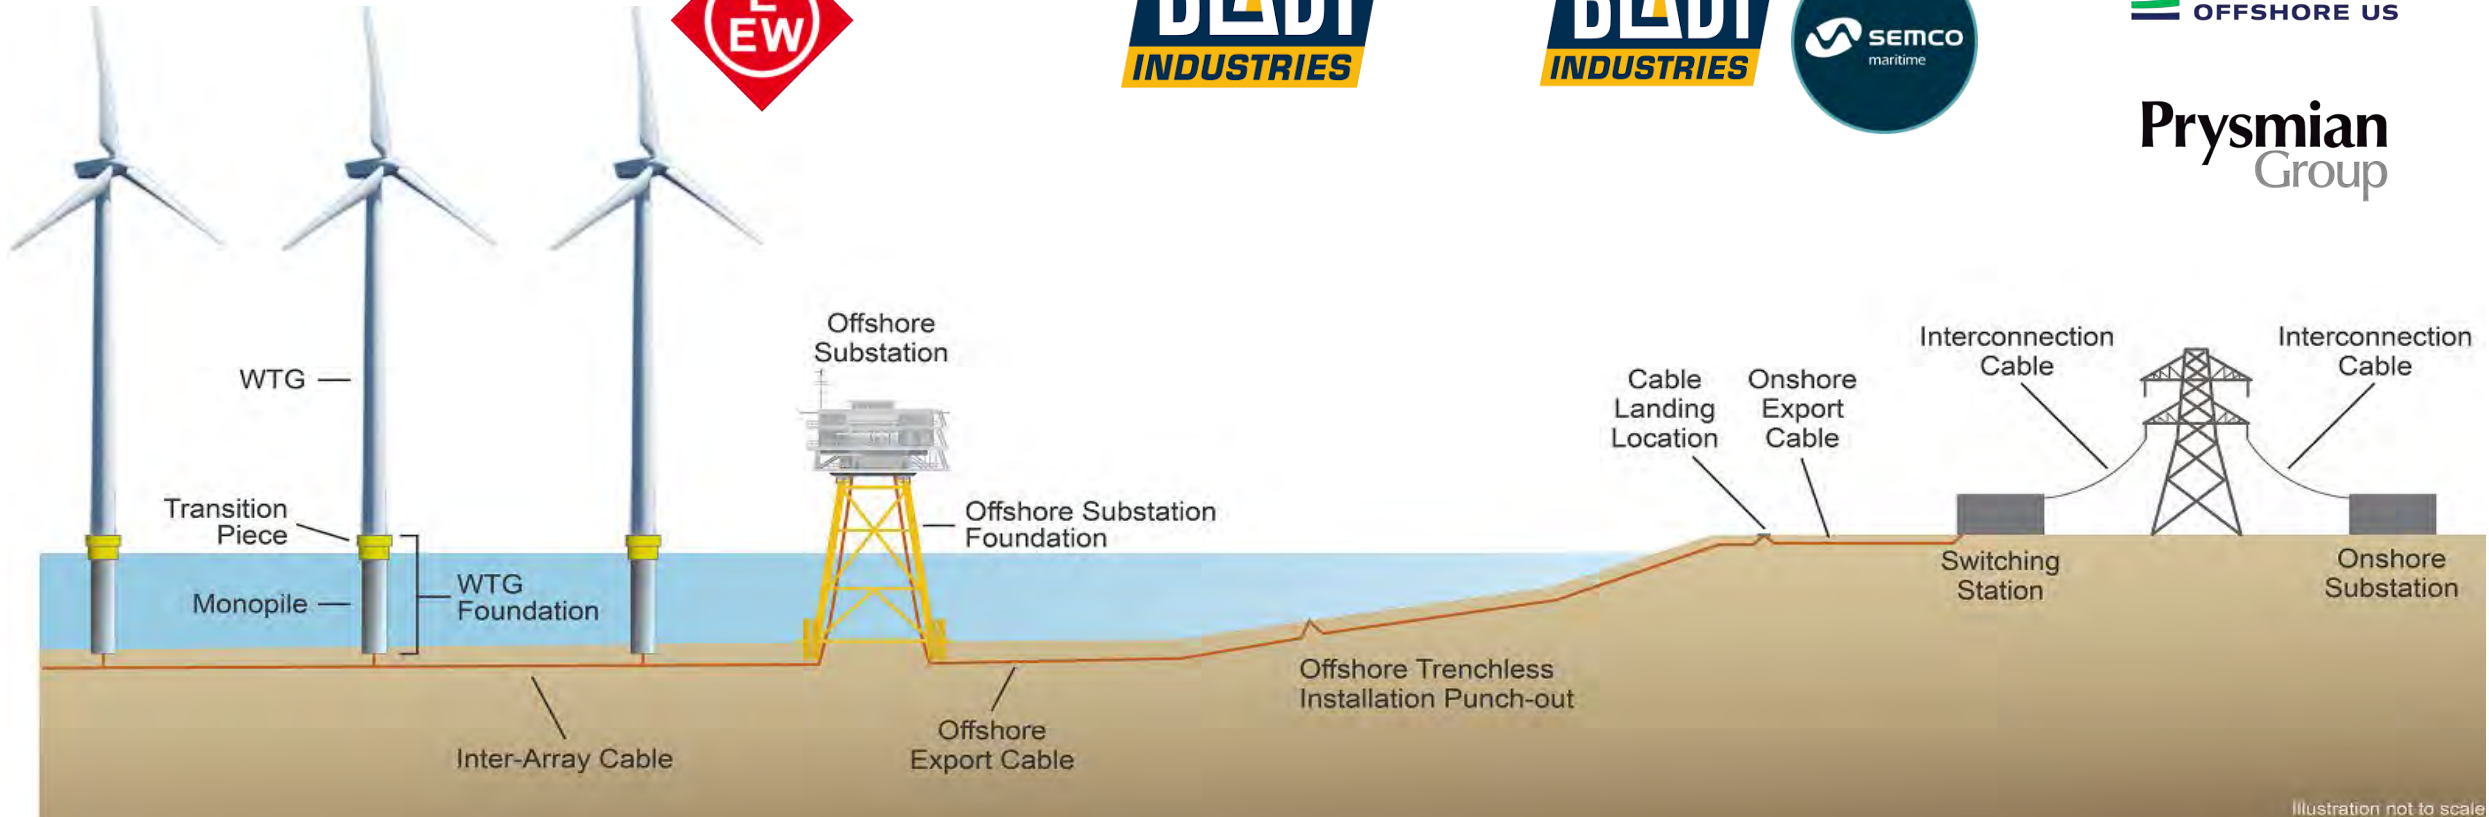 EW
INDUSTRIES
INDUSTRIES
SEMCO
maritime
OFFSHORE US
Prysmian
Group
Offshore
Substation
WTG
Transition
Piece
Monopile
WTG
Foundation
Offshore Substation
Foundation
Inter-Array Cable
Offshore
Export Cable
Offshore Trenchless
Installation Punch-out
Cable
Landing
Location
Onshore
Export
Cable
Interconnection
Cable
Interconnection
Cable
Switching
Station
Onshore
Substation
Illustration not to scale